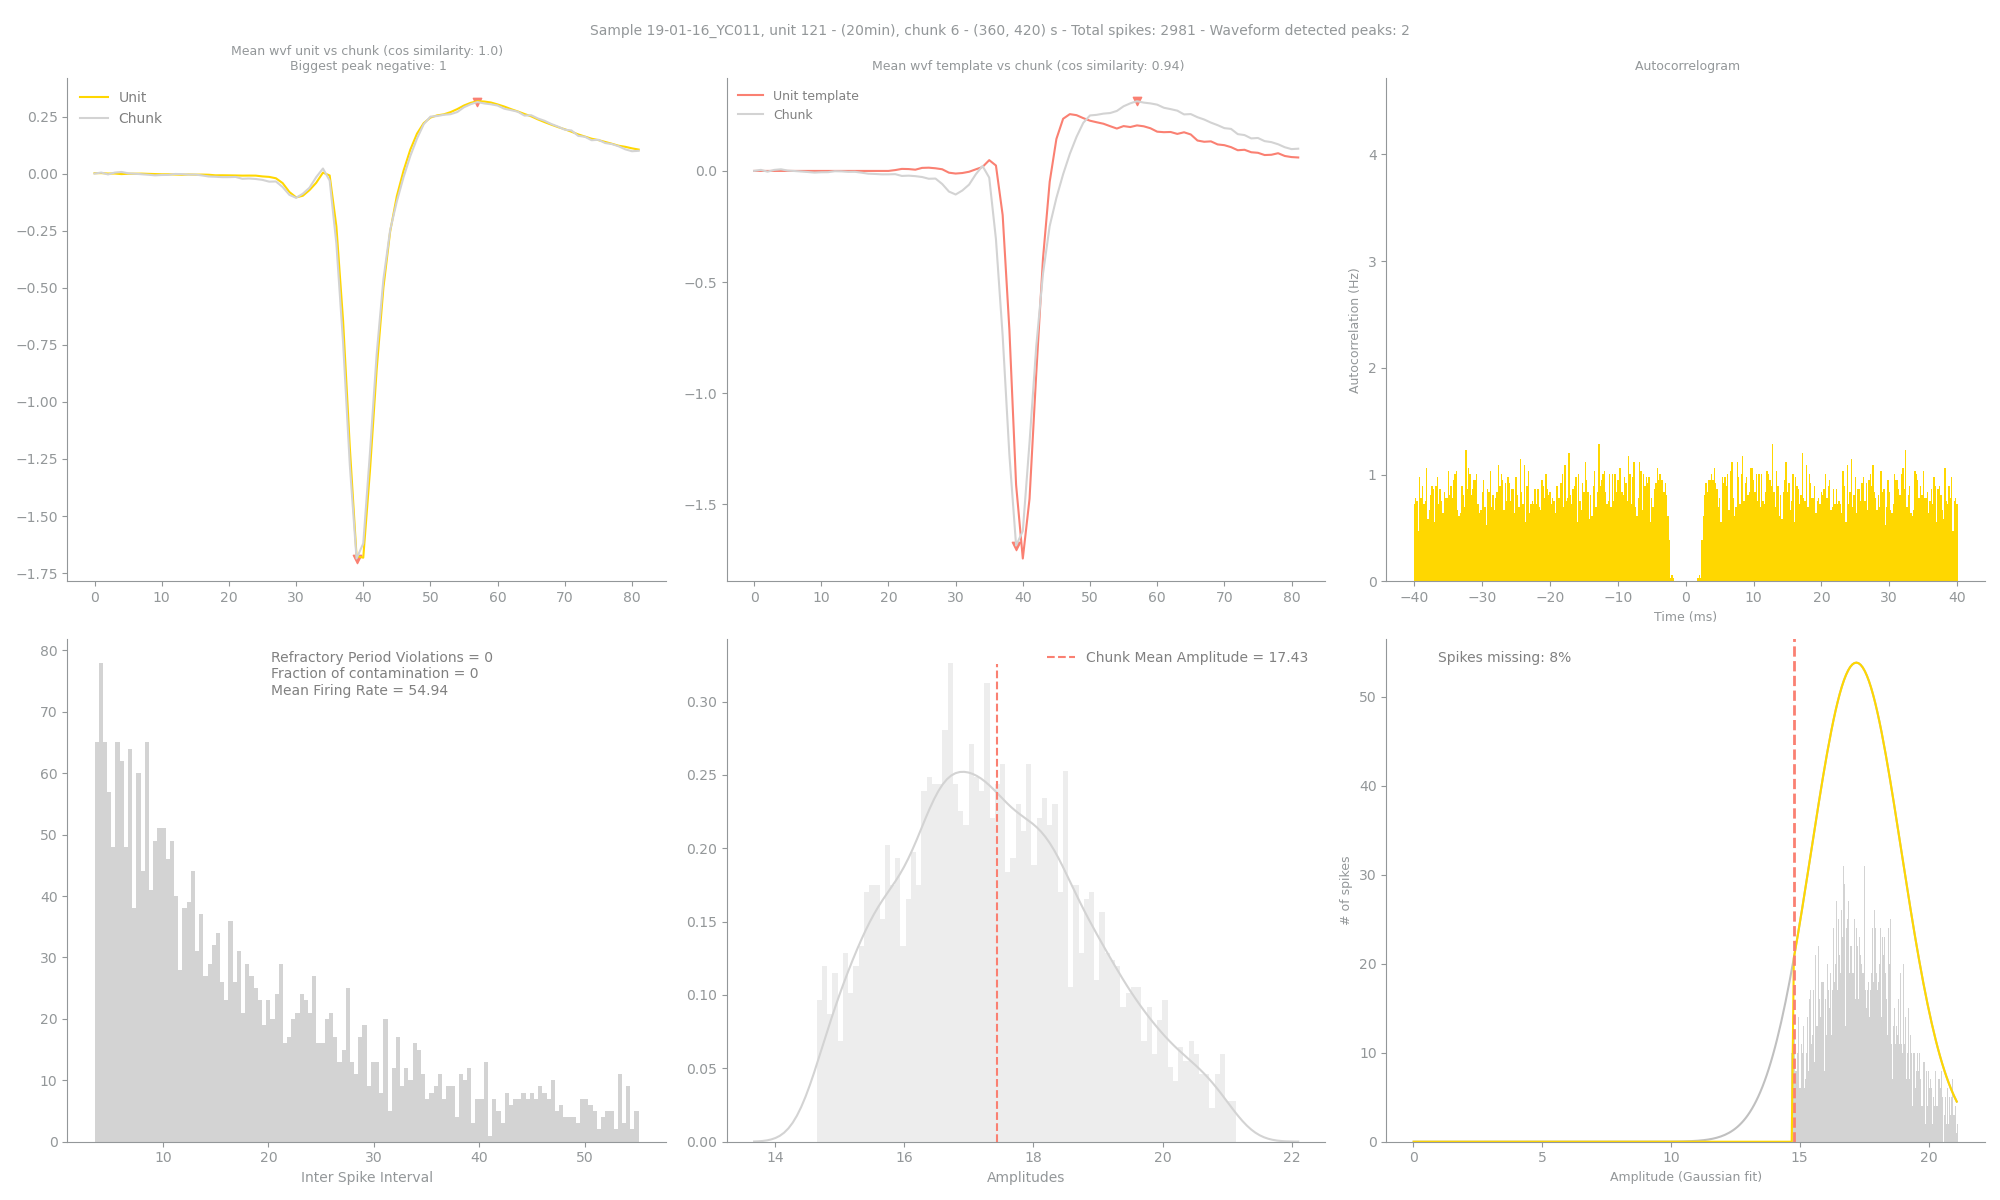 Sample 19-01-16_YC011, unit 121 - (20min), chunk 6 - (360, 420) s - Total spikes: 2981 - Waveform detected peaks: 2
Mean wvf unit vs chunk (cos similarity: 1.0)
Biggest peak negative: 1
Unit
Chunk
0.25
0.00
−0.25
−0.50
−0.75
−1.00
−1.25
−1.50
−1.75
0 10 20 30 40 50 60 70 80
Mean wvf template vs chunk (cos similarity: 0.94)
Unit template
Chunk
0.0
−0.5
−1.0
−1.5
0 10 20 30 40 50 60 70 80
Autocorrelogram
Autocorrelation (Hz)
4
3
2
1
0
−40 −30 −20 −10 0 10 20 30 40
Time (ms)
Refractory Period Violations = 0
Fraction of contamination = 0
Mean Firing Rate = 54.94
80
70
60
50
40
30
20
10
0
10 20 30 40 50
Inter Spike Interval
Chunk Mean Amplitude = 17.43
0.30
0.25
0.20
0.15
0.10
0.05
0.00
14 16 18 20 22
Amplitudes
Spikes missing: 8%
# of spikes
50
40
30
20
10
0
0 5 10 15 20
Amplitude (Gaussian fit)